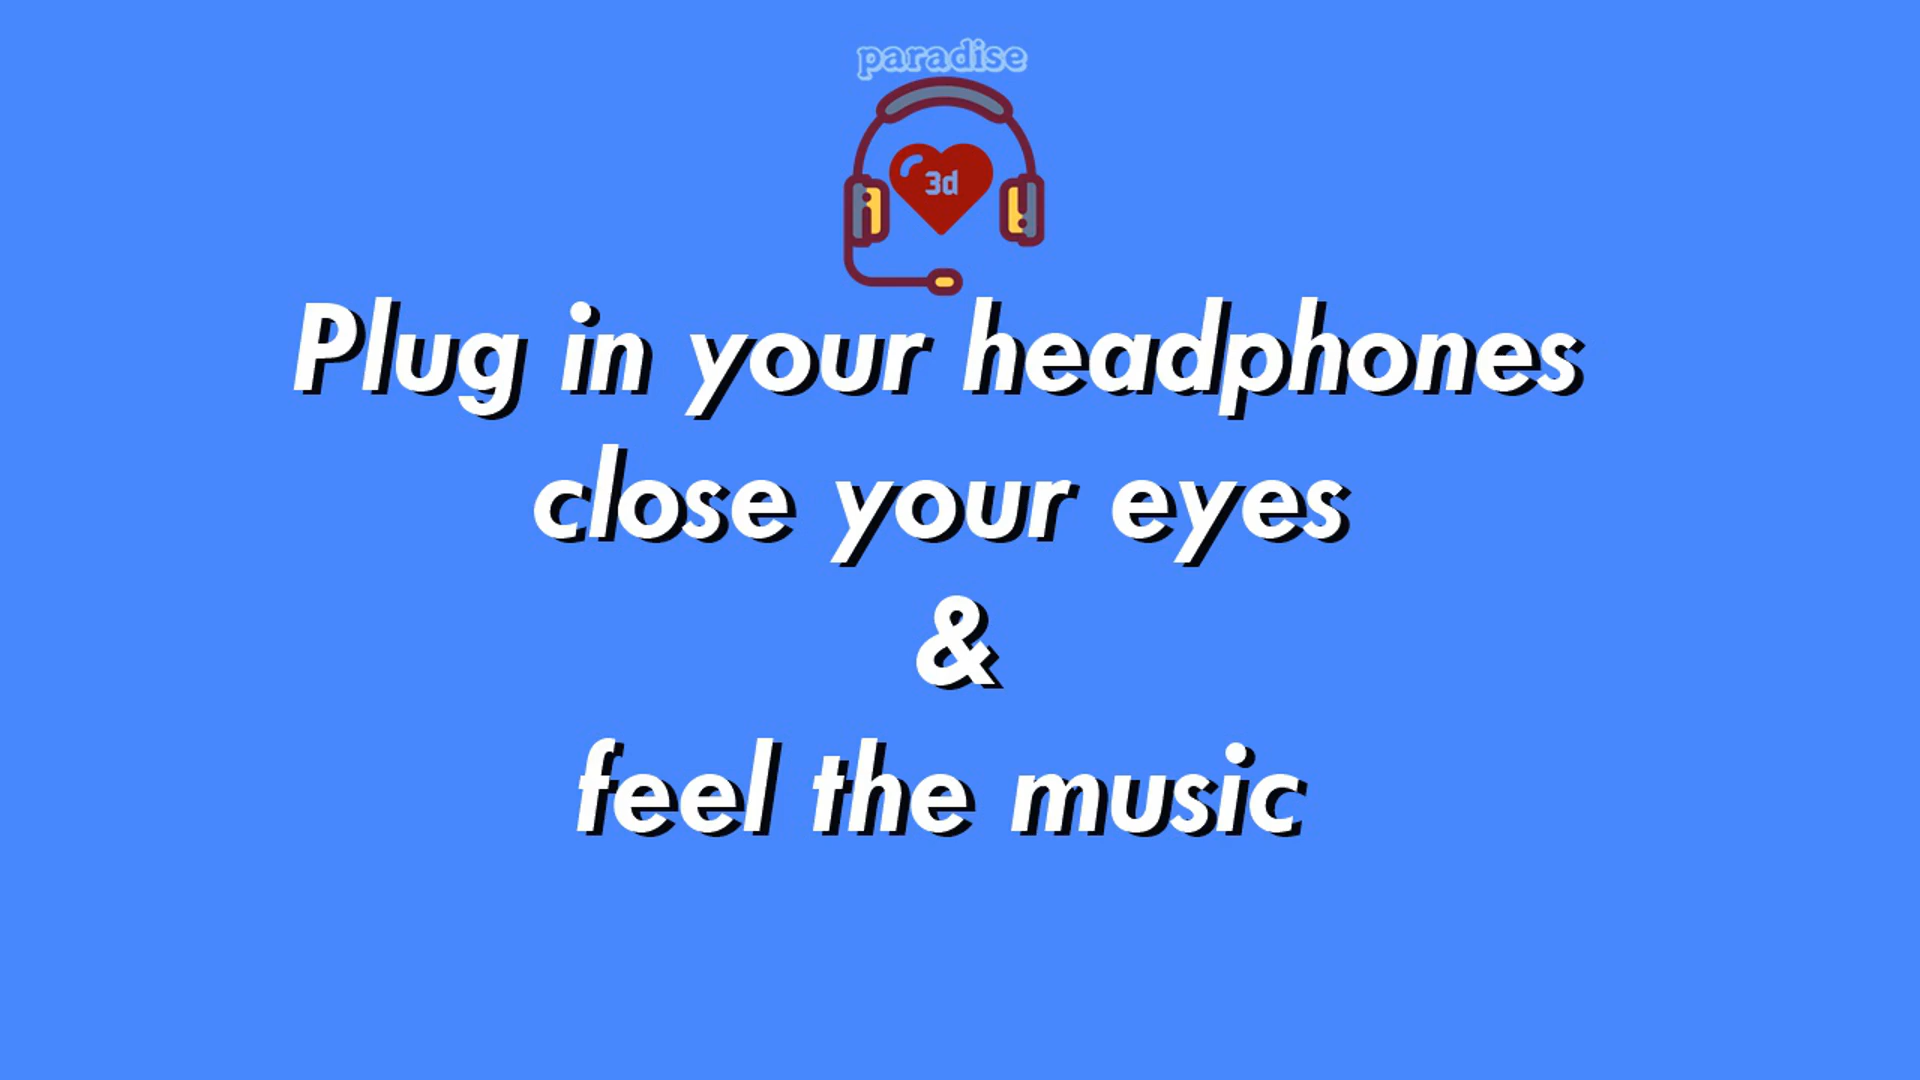 paradise
3d
Plug in your headphones
close your eyes
&
feel the music